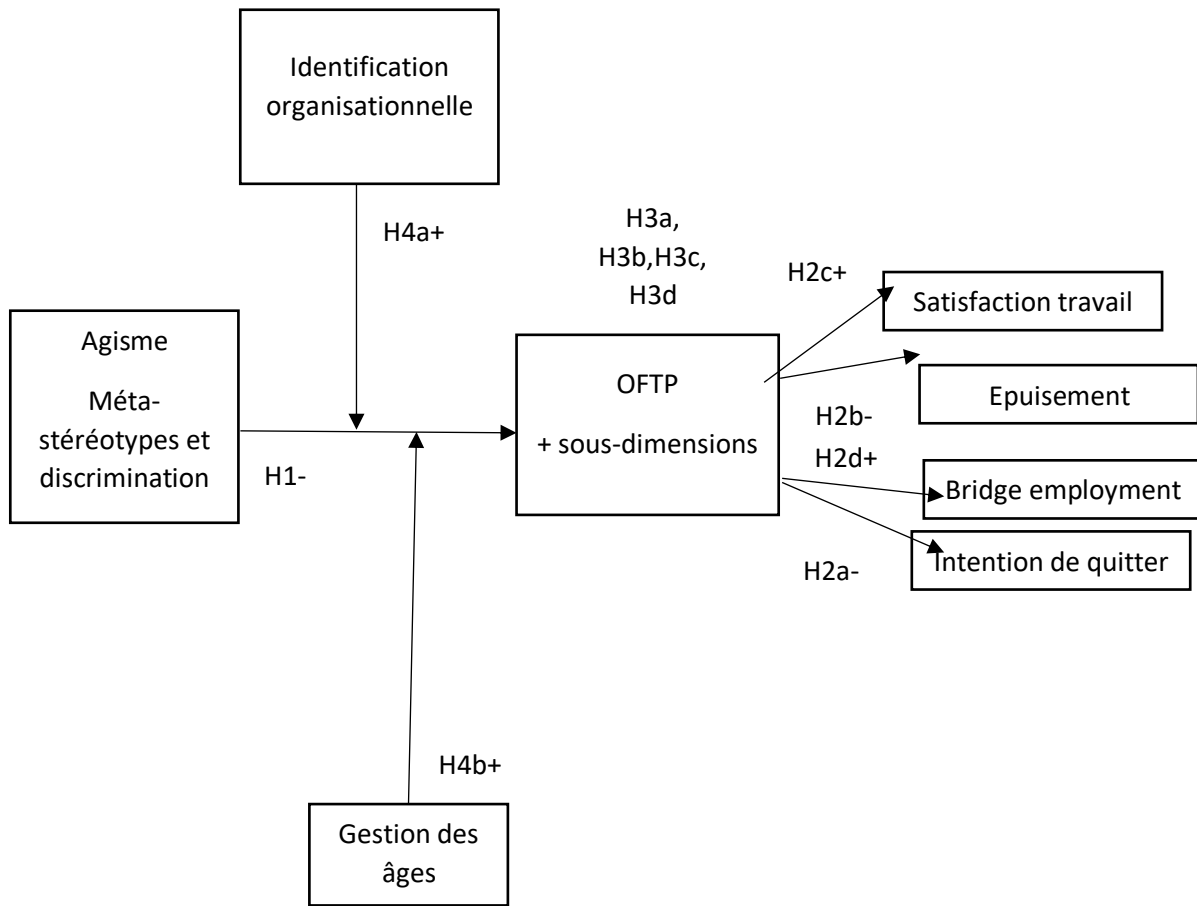 Identification
organisationnelle
H4a+
H3a,
H3b,H3c,
H3d
H2c+
Satisfaction travail
Agisme
Méta-
stéréotypes et
discrimination
H1-
OFTP
+ sous-dimensions
Epuisement
H2b-
H2d+
Bridge employment
Intention de quitter
H2a-
H4b+
Gestion des
âges